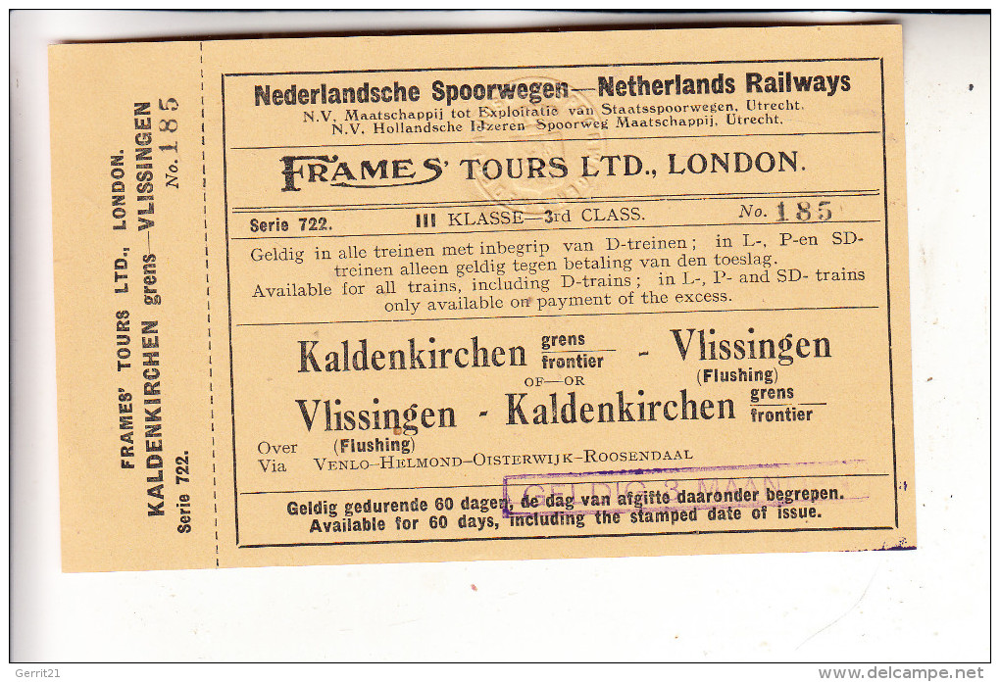 FRAMES' TOURS LTD., LONDON.
KALDENKIRCHEN grens—VLISSINGEN
Serie 722.
No. 185
Nederlandsche Spoorwegen—Netherlands Railways
N.V. Maatschappij tot Exploitatie van Staatsspoorwegen, Utrecht.
N.V. Hollandsche IJzeren Spoorweg Maatschappij, Utrecht.
FRAMES' TOURS LTD., LONDON.
Serie 722. III KLASSE—3rd CLASS. No. 185
Geldig in alle treinen met inbegrip van D-treinen; in L-, P-en SD-
treinen alleen geldig tegen betaling van den toeslag.
Available for all trains, including D-trains; in L-, P- and SD- trains
only available on payment of the excess.
Kaldenkirchen grens frontier - Vlissingen
(Flushing)
OF—OR
Vlissingen - Kaldenkirchen grens frontier
(Flushing)
Over
Via VENLO-HELMOND-OISTERWIJK-ROOSENDAAL
GELDIG 3 MAAN
Geldig gedurende 60 dagen, de dag van afgifte daaronder begrepen.
Available for 60 days, including the stamped date of issue.
Gerrit21
delcampe.net